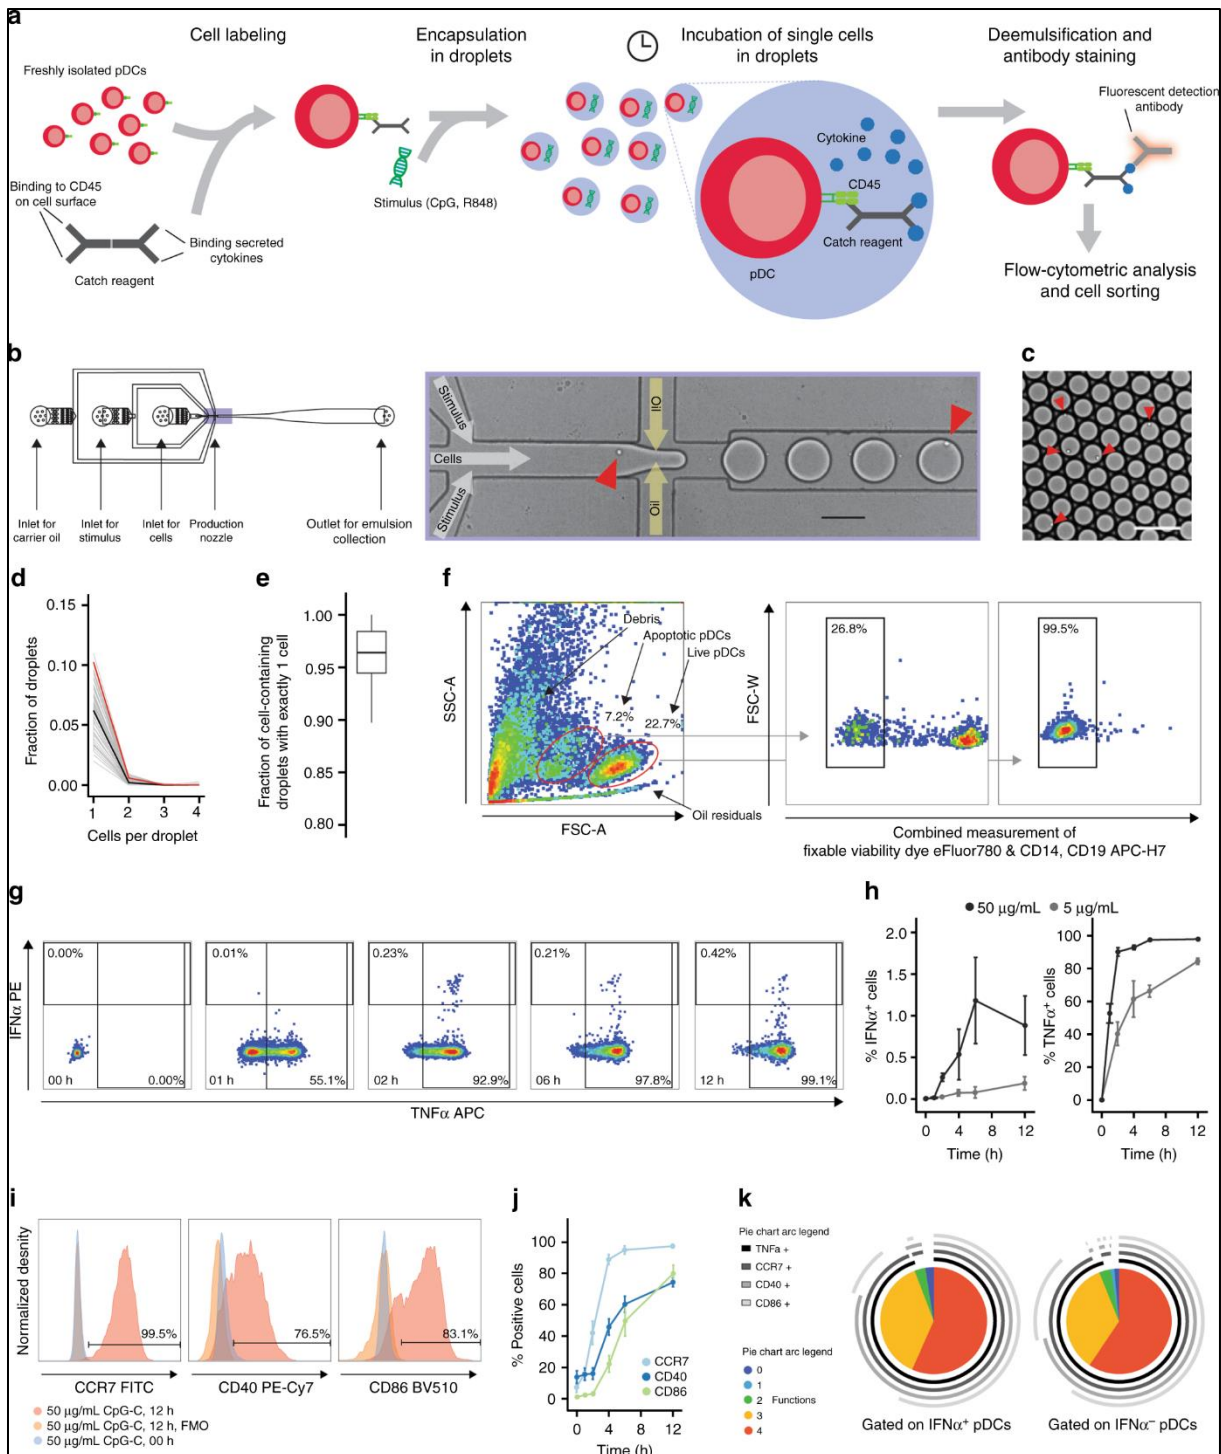 a
Cell labeling
Encapsulation
in droplets
Incubation of single cells
in droplets
Deemulsification and
antibody staining
Freshly isolated pDCs
Fluorescent detection
antibody
Cytokine
CD45
Binding to CD45
on cell surface
Stimulus (CpG, R848)
Binding secreted
cytokines
Catch reagent
Catch reagent
pDC
Flow-cytometric analysis
and cell sorting
b
Inlet for
carrier oil
Inlet for
stimulus
Inlet for
cells
Production
nozzle
Outlet for emulsion
collection
Stimulus
Cells
Stimulus
Oil
Oil
c
d
Fraction of droplets
0.15
0.10
0.05
0.00
1 2 3 4
Cells per droplet
e
Fraction of cell-containing
droplets with exactly 1 cell
1.00
0.95
0.90
0.85
0.80
f
SSC-A
FSC-A
Debris
Apoptotic pDCs
Live pDCs
7.2%
22.7%
Oil residuals
FSC-W
26.8%
99.5%
Combined measurement of
fixable viability dye eFluor780 & CD14, CD19 APC-H7
g
IFNα PE
0.00%
00 h
0.00%
0.01%
01 h
55.1%
0.23%
02 h
92.9%
0.21%
06 h
97.8%
0.42%
12 h
99.1%
TNFα APC
h
50 µg/mL
5 µg/mL
% IFNα+ cells
2.0
1.5
1.0
0.5
0.0
0 4 8 12
Time (h)
% TNFα+ cells
100
80
60
40
20
0
0 4 8 12
Time (h)
i
Normalized desnity
99.5%
76.5%
83.1%
CCR7 FITC
CD40 PE-Cy7
CD86 BV510
50 µg/mL CpG-C, 12 h
50 µg/mL CpG-C, 12 h, FMO
50 µg/mL CpG-C, 00 h
j
% Positive cells
100
80
60
40
20
0
CCR7
CD40
CD86
0 4 8 12
Time (h)
k
Pie chart arc legend
TNFa +
CCR7 +
CD40 +
CD86 +
Pie chart arc legend
0
1
2 Functions
3
4
Gated on IFNα+ pDCs
Gated on IFNα− pDCs